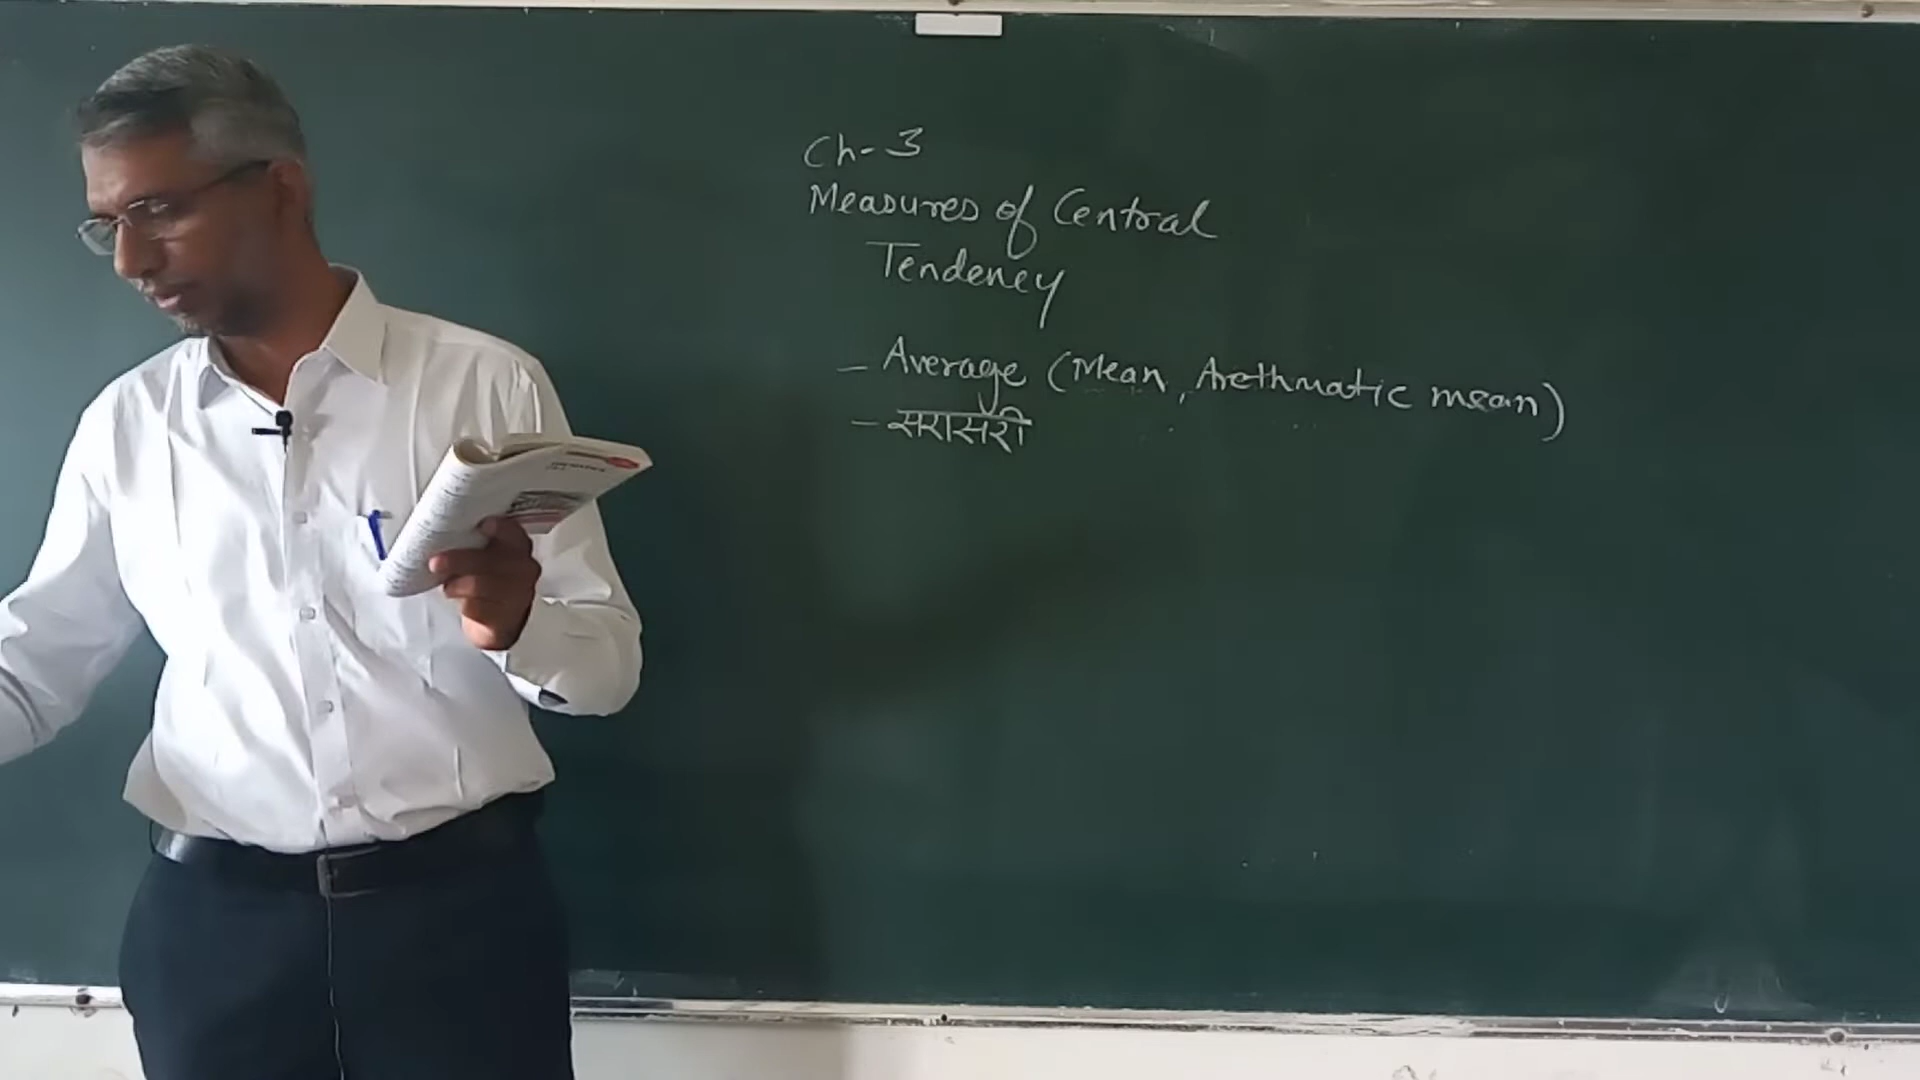 Ch-3
Measures of Central
Tendency
- Average (Mean, Arethmatic mean)
- सरासरी